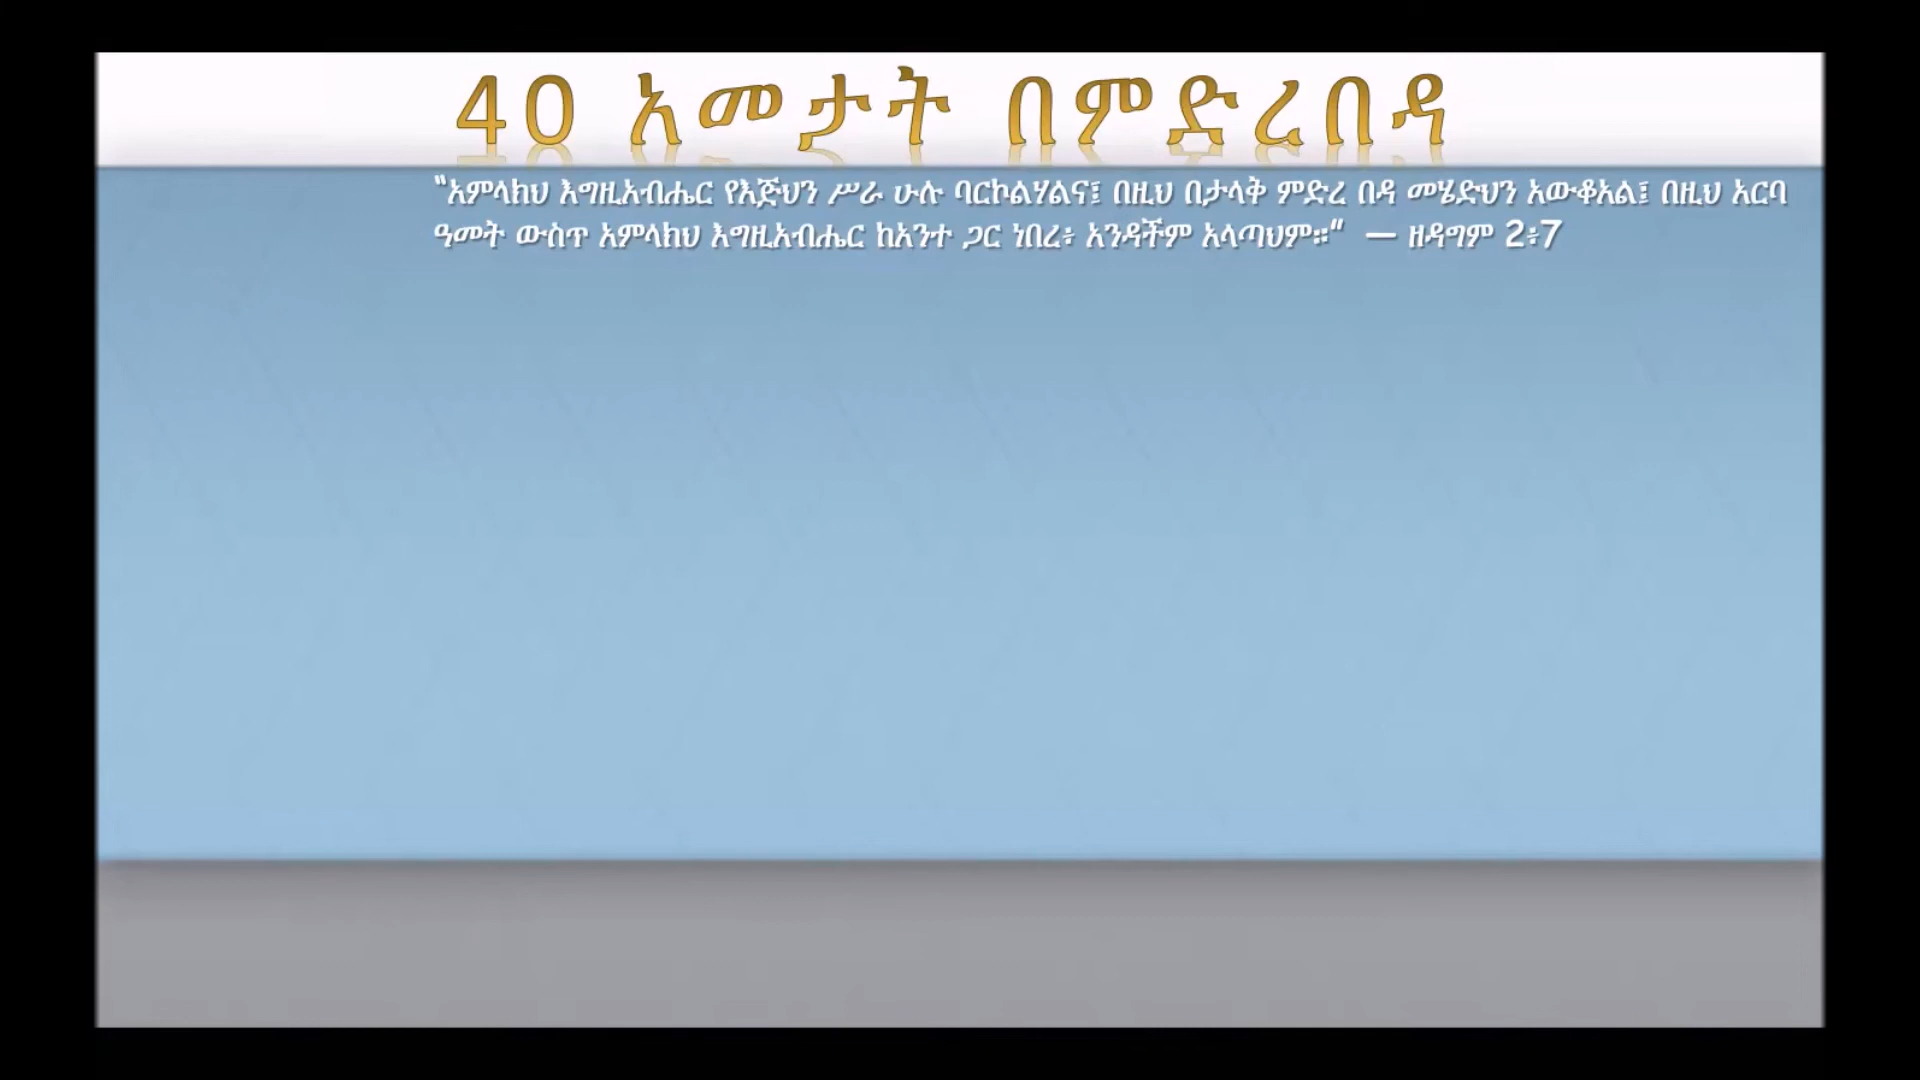 40 አመታት በምድረበዳ
“አምላክህ እግዚአብሔር የእጅህን ሥራ ሁሉ ባርኮልሃልና፤ በዚህ በታላቅ ምድረ በዳ መሄድህን አውቆአል፤ በዚህ አርባ
ዓመት ውስጥ አምላክህ እግዚአብሔር ከአንተ ጋር ነበረ፥ አንዳችም አላጣህም።” — ዘዳግም 2፥7